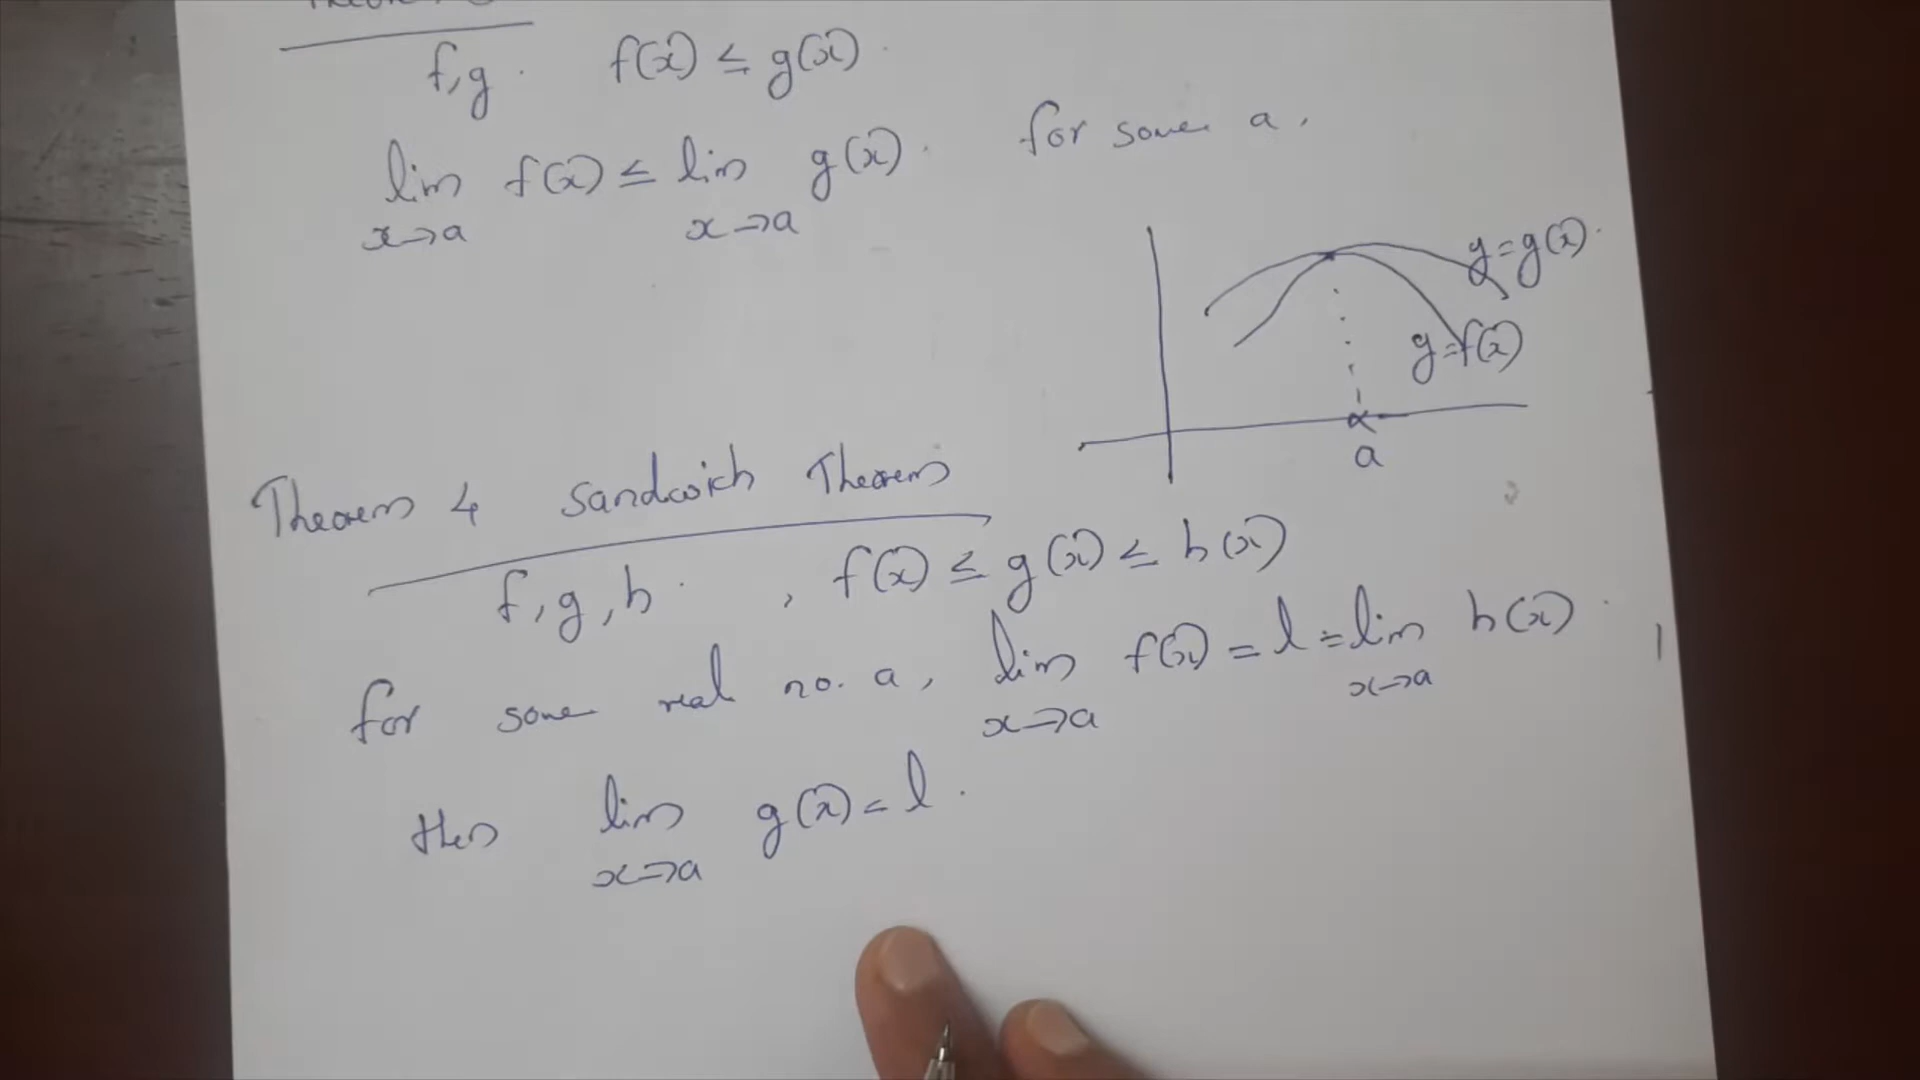 f, g. f(x) ≤ g(x).
lim f(x) ≤ lim g(x). for some a.
x→a x→a
y=g(x).
y=f(x)
a
Theorem 4 Sandwich Theorem
f, g, h. , f(x) ≤ g(x) ≤ h(x)
for some real no. a, lim f(x) = l = lim h(x).
x→a x→a
then lim g(x) = l.
x→a